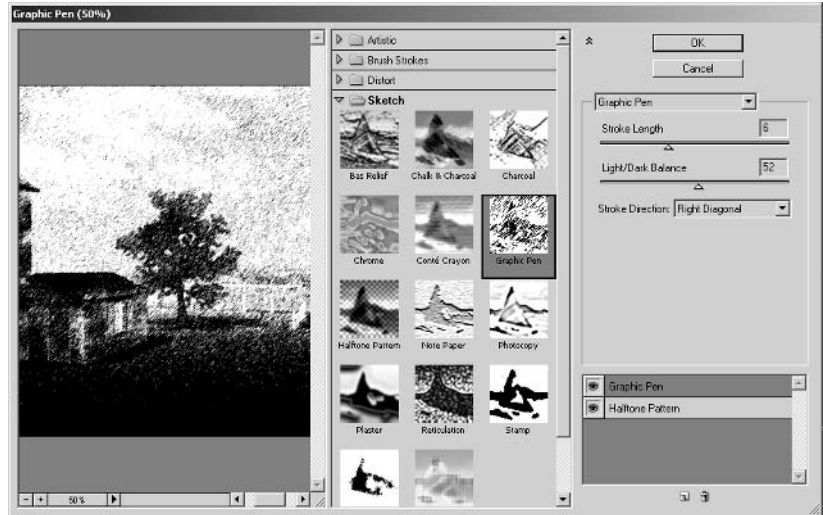 Graphic Pen (50%)
Artistic
Brush Strokes
Distort
Sketch
Bas Relief
Chalk & Charcoal
Charcoal
Chrome
Conté Crayon
Graphic Pen
Halftone Pattern
Note Paper
Photocopy
Plaster
Reticulation
Stamp
- + 50%
OK
Cancel
Graphic Pen
Stroke Length 6
Light/Dark Balance 52
Stroke Direction: Right Diagonal
Graphic Pen
Halftone Pattern